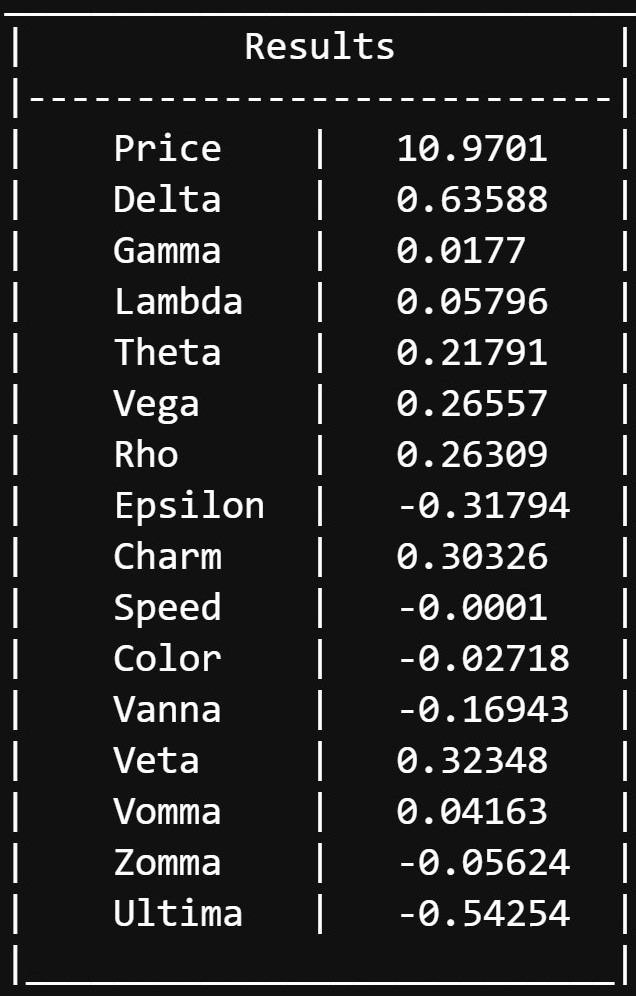 Results
Price | 10.9701
Delta | 0.63588
Gamma | 0.0177
Lambda | 0.05796
Theta | 0.21791
Vega | 0.26557
Rho | 0.26309
Epsilon | -0.31794
Charm | 0.30326
Speed | -0.0001
Color | -0.02718
Vanna | -0.16943
Veta | 0.32348
Vomma | 0.04163
Zomma | -0.05624
Ultima | -0.54254